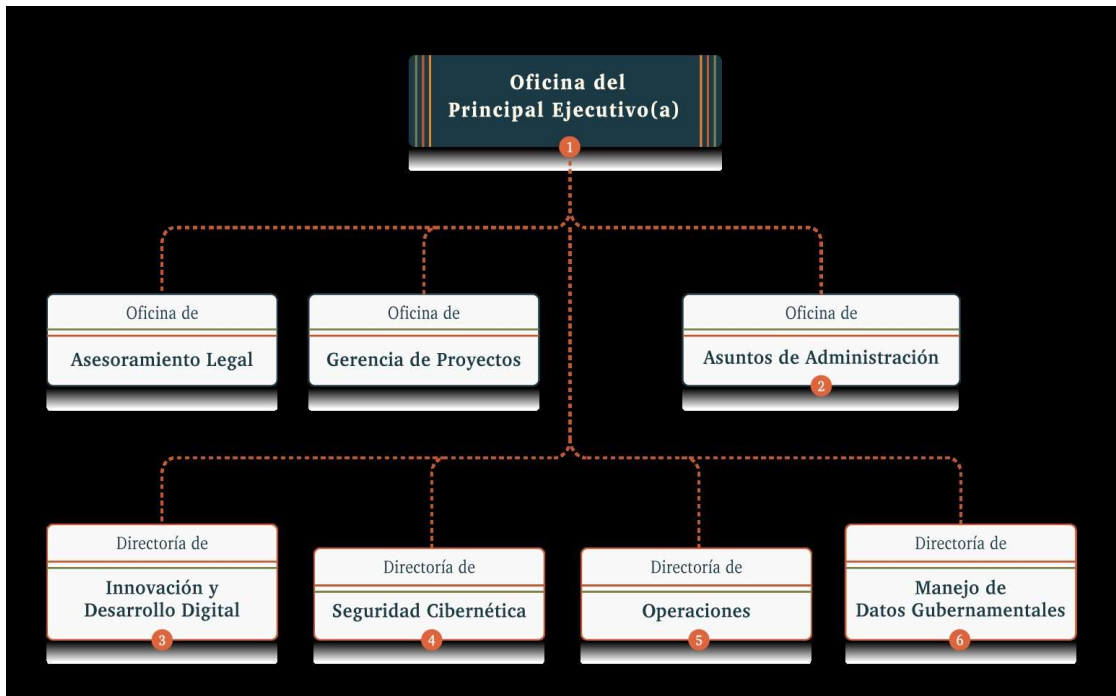 Oficina del
Principal Ejecutivo(a)
1
Oficina de
Asesoramiento Legal
Oficina de
Gerencia de Proyectos
Oficina de
Asuntos de Administración
2
Directoría de
Innovación y
Desarrollo Digital
3
Directoría de
Seguridad Cibernética
4
Directoría de
Operaciones
5
Directoría de
Manejo de
Datos Gubernamentales
6